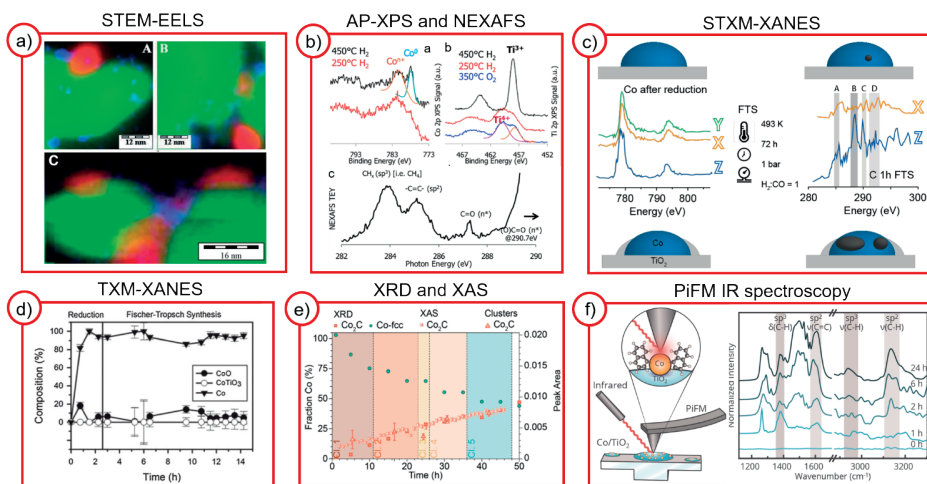 STEM-EELS
AP-XPS and NEXAFS
STXM-XANES
a)
A
B
12 nm
12 nm
C
16 nm
b)
a
450°C H₂
250°C H₂
Co⁰
Co 2p XPS Signal (a.u.)
793 783 773
Binding Energy (eV)
b
450°C H₂
250°C H₂
350°C O₂
Ti³⁺
Ti⁴⁺
Ti 2p XPS Signal (a.u.)
467 462 457 452
Binding Energy (eV)
c
CHₓ (sp³) [i.e. CH₄]
-C=C- (sp²)
C=O (π*)
(O)C=O (π*)
@290.7eV
NEXAFS TEY
282 284 286 288 290
Photon Energy (eV)
c)
Co after reduction
Y
X
Z
780 790 800
Energy (eV)
FTS
493 K
72 h
1 bar
H₂:CO = 1
A B C D
X
Z
C 1h FTS
280 285 290 295 300
Energy (eV)
Co
TiO₂
TXM-XANES
XRD and XAS
PiFM IR spectroscopy
d)
Reduction Fischer-Tropsch Synthesis
Composition (%)
100
80
60
40
20
0
CoO
CoTiO₃
Co
0 2 4 6 8 10 12 14
Time (h)
e)
XRD XAS Clusters
Co₂C Co-fcc Co₂C Co₂C
Fraction Co (%)
100
75
50
25
0
0.020
0.015
0.010
0.005
0
Peak Area
0 10 20 30 40 50
Time (h)
f)
Co
TiO₂
Infrared
PiFM
Co/TiO₂
sp³
δ(C-H)
sp²
ν(C=C)
sp³
ν(C-H)
sp²
ν(C-H)
Normalized Intensity
24 h
6 h
2 h
1 h
0 h
1200 1400 1600 2900 3100
Wavenumber (cm⁻¹)